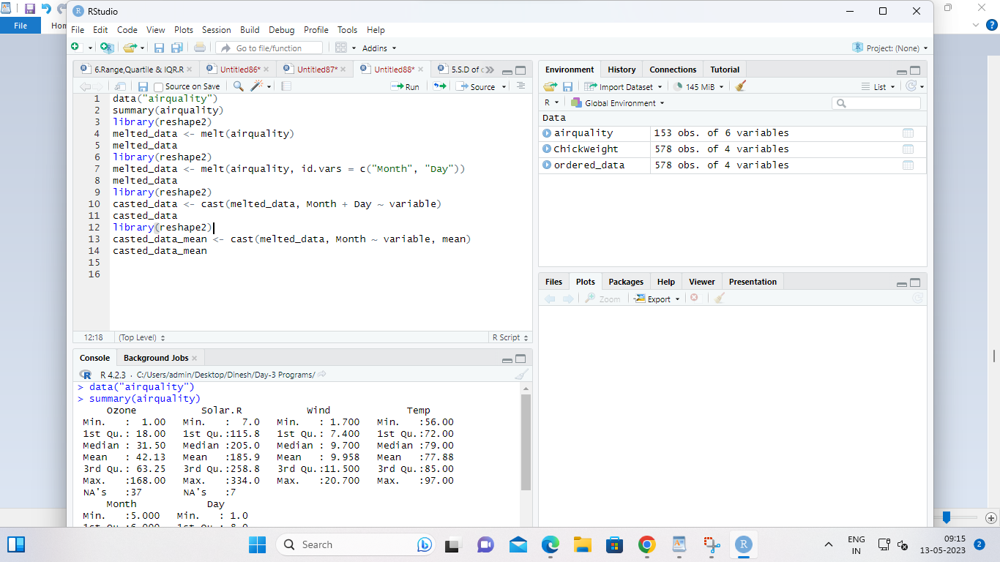 RStudio
File
Hom
File Edit Code View Plots Session Build Debug Profile Tools Help
Go to file/function
Addins
Project: (None)
6.Range,Quartile & IQR.R
Untitled86*
Untitled87*
Untitled88*
5.S.D of
Source on Save
Run
Source
1 data("airquality")
2 summary(airquality)
3 library(reshape2)
4 melted_data <- melt(airquality)
5 melted_data
6 library(reshape2)
7 melted_data <- melt(airquality, id.vars = c("Month", "Day"))
8 melted_data
9 library(reshape2)
10 casted_data <- cast(melted_data, Month + Day ~ variable)
11 casted_data
12 library(reshape2)
13 casted_data_mean <- cast(melted_data, Month ~ variable, mean)
14 casted_data_mean
15
16
12:18 (Top Level) R Script
Console Background Jobs
R 4.2.3 · C:/Users/admin/Desktop/Dinesh/Day-3 Programs/
> data("airquality")
> summary(airquality)
Ozone Solar.R Wind Temp
Min. : 1.00 Min. : 7.0 Min. : 1.700 Min. :56.00
1st Qu.: 18.00 1st Qu.:115.8 1st Qu.: 7.400 1st Qu.:72.00
Median : 31.50 Median :205.0 Median : 9.700 Median :79.00
Mean : 42.13 Mean :185.9 Mean : 9.958 Mean :77.88
3rd Qu.: 63.25 3rd Qu.:258.8 3rd Qu.:11.500 3rd Qu.:85.00
Max. :168.00 Max. :334.0 Max. :20.700 Max. :97.00
NA's :37 NA's :7
Month Day
Min. :5.000 Min. : 1.0
1st Qu.:6.000 1st Qu.: 8.0
Environment History Connections Tutorial
Import Dataset 145 MiB List
R Global Environment
Data
airquality 153 obs. of 6 variables
ChickWeight 578 obs. of 4 variables
ordered_data 578 obs. of 4 variables
Files Plots Packages Help Viewer Presentation
Zoom Export
Search
ENG
IN
09:15
13-05-2023
2